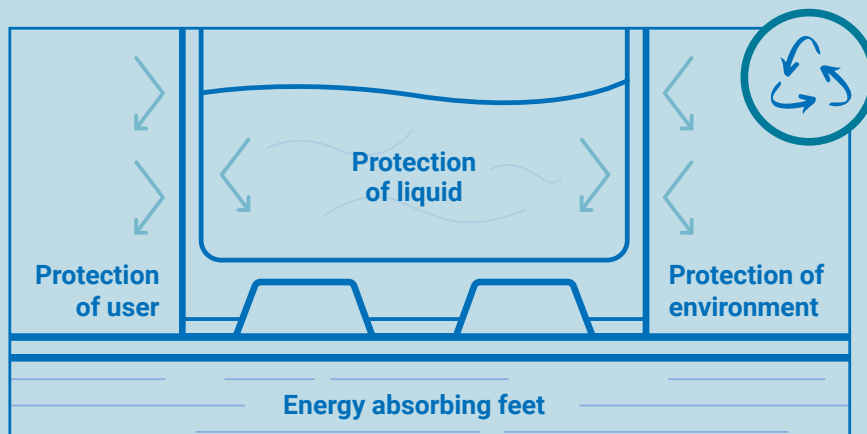 Protection
of liquid
Protection
of user
Protection of
environment
Energy absorbing feet